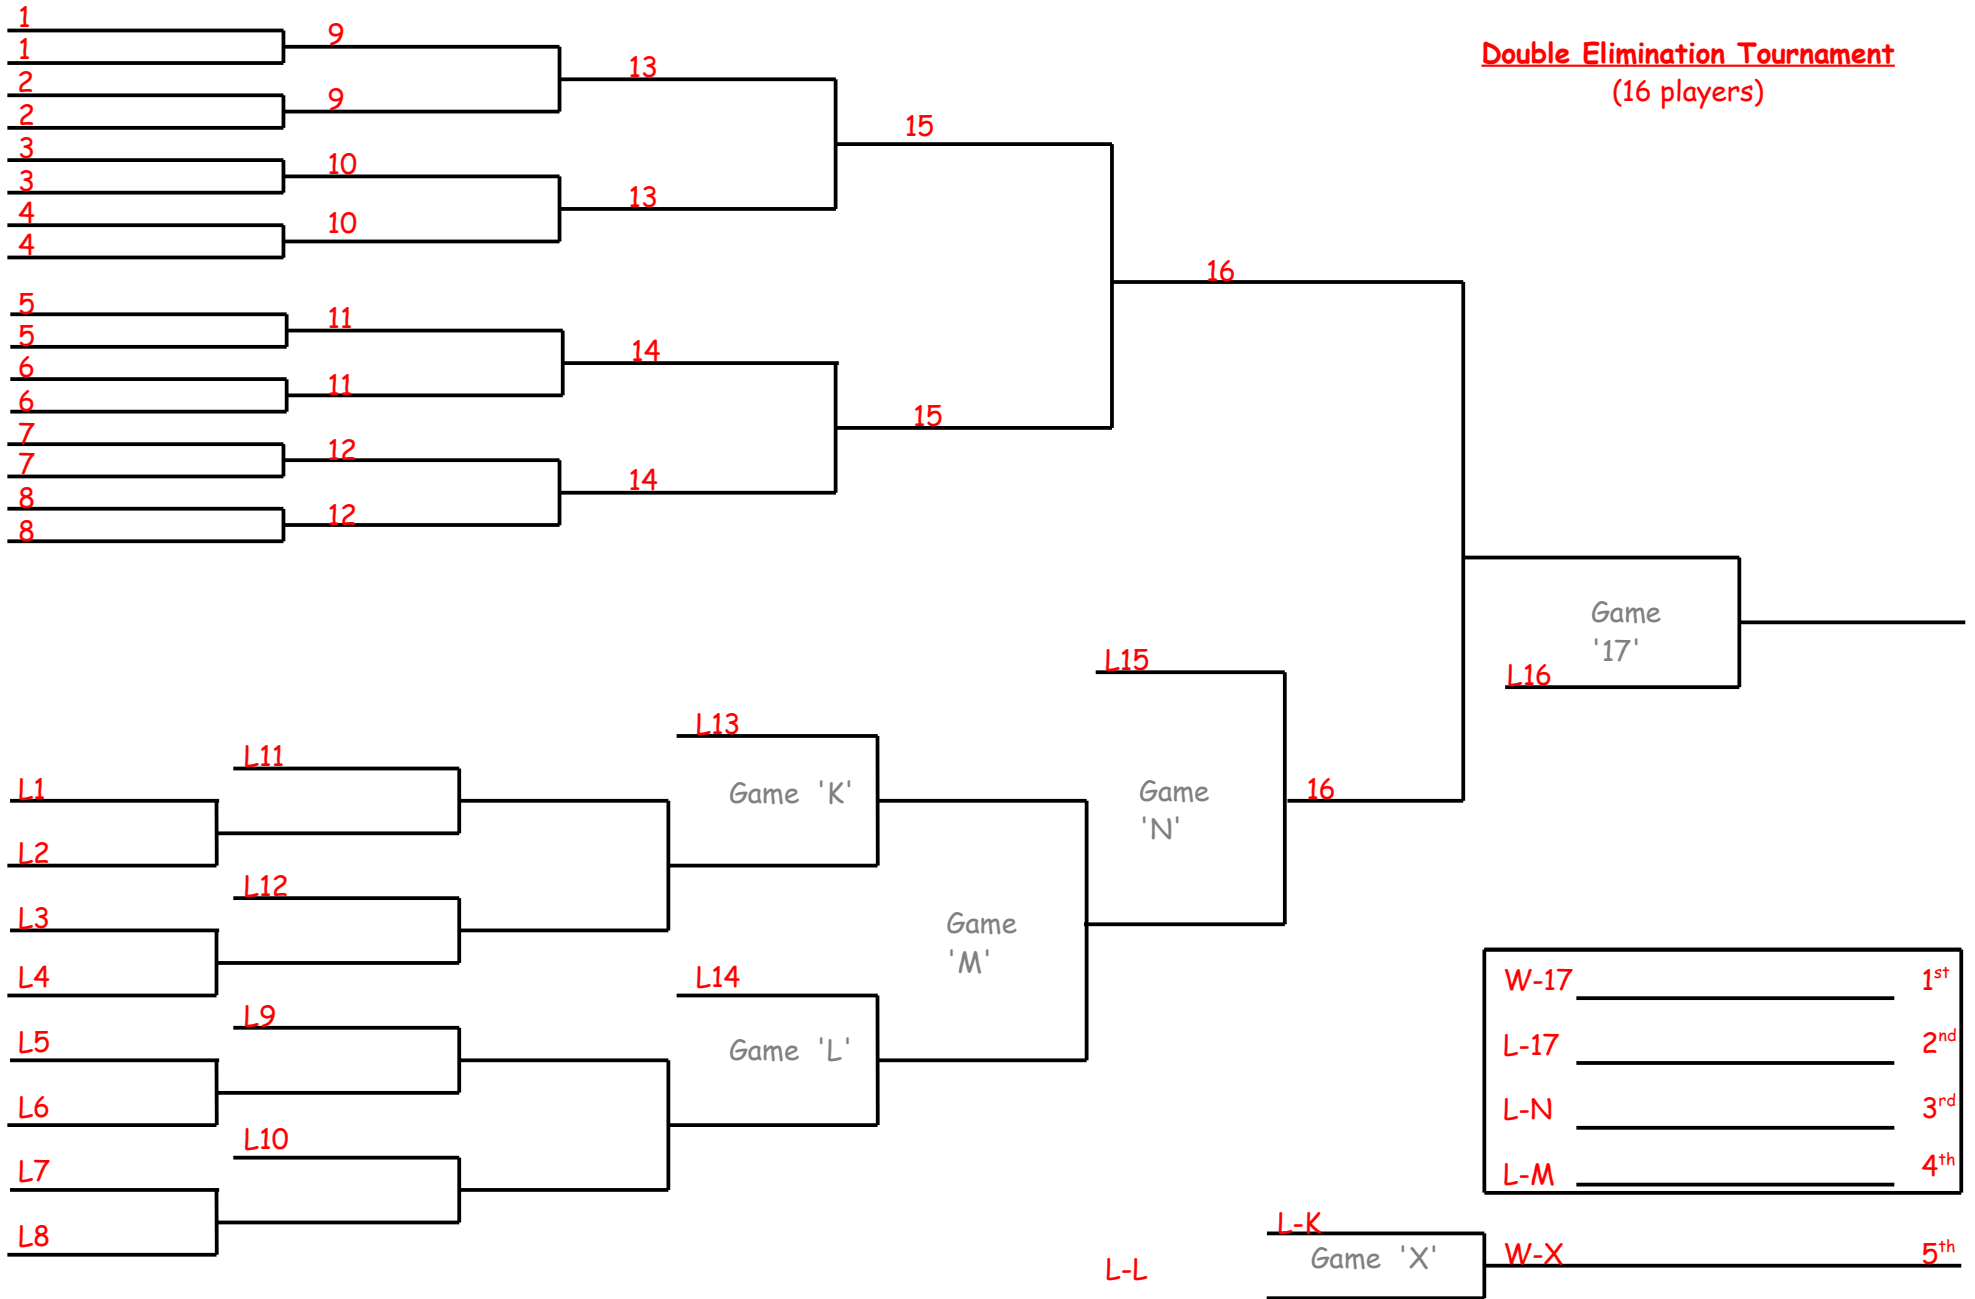 Double Elimination Tournament
(16 players)
1
1
2
2
3
3
4
4
5
5
6
6
7
7
8
8
9
9
10
10
11
11
12
12
13
13
14
14
15
15
16
Game
'17'
L16
L15
Game
'N'
16
L13
Game 'K'
L14
Game 'L'
Game
'M'
L11
L12
L9
L10
L1
L2
L3
L4
L5
L6
L7
L8
W-17 1st
L-17 2nd
L-N 3rd
L-M 4th
L-K
Game 'X'
L-L
W-X 5th